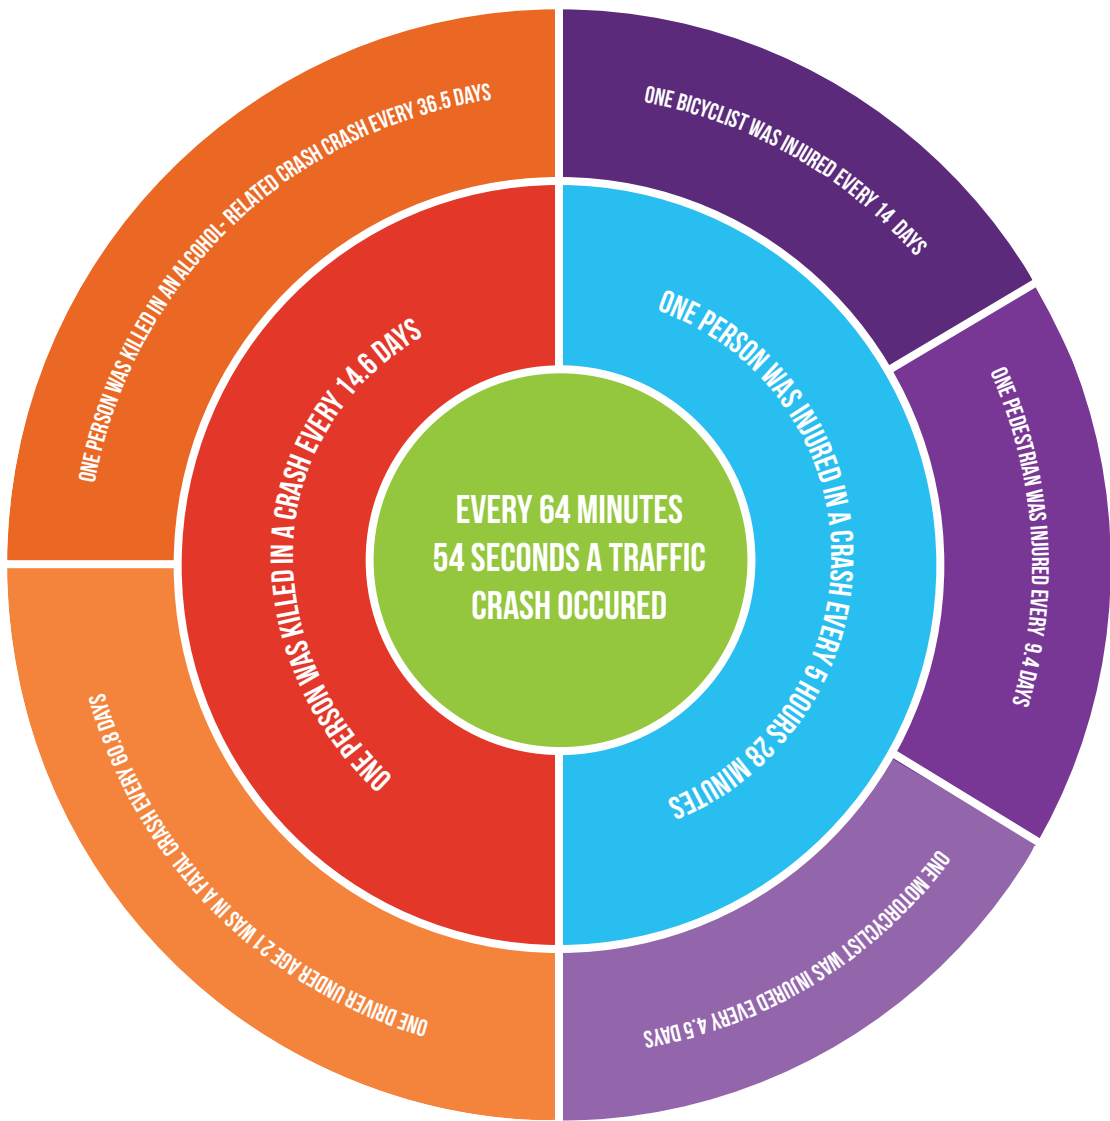 EVERY 64 MINUTES
54 SECONDS A TRAFFIC
CRASH OCCURED
ONE PERSON WAS KILLED IN A CRASH EVERY 14.6 DAYS
ONE PERSON WAS INJURED IN A CRASH EVERY 5 HOURS 28 MINUTES
ONE PERSON WAS KILLED IN AN ALCOHOL- RELATED CRASH CRASH EVERY 36.5 DAYS
ONE BICYCLIST WAS INJURED EVERY 14 DAYS
ONE PEDESTRIAN WAS INJURED EVERY 9.4 DAYS
ONE MOTORCYCLIST WAS INJURED EVERY 4.5 DAYS
ONE DRIVER UNDER AGE 21 WAS IN A FATAL CRASH EVERY 60.8 DAYS